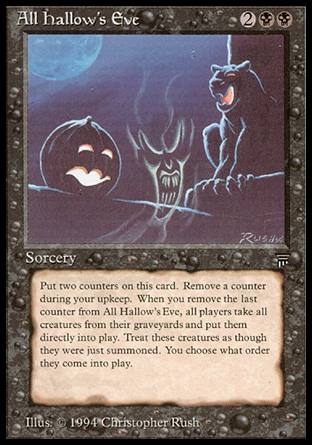 All Hallow's Eve 2
Rush
Sorcery
Put two counters on this card. Remove a counter
during your upkeep. When you remove the last
counter from All Hallow's Eve, all players take all
creatures from their graveyards and put them
directly into play. Treat these creatures as though
they were just summoned. You choose what order
they come into play.
Illus. © 1994 Christopher Rush